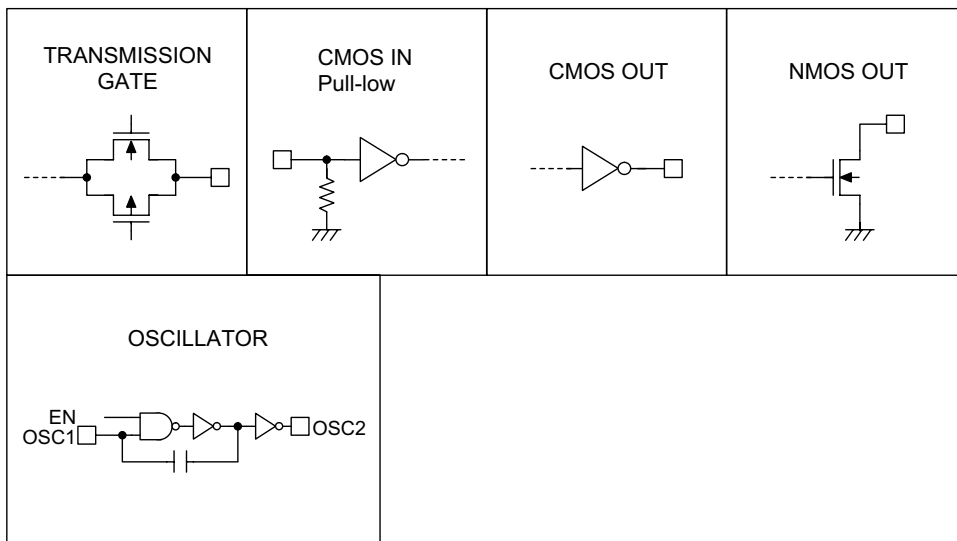 TRANSMISSION
GATE
CMOS IN
Pull-low
CMOS OUT
NMOS OUT
OSCILLATOR
EN
OSC1
OSC2